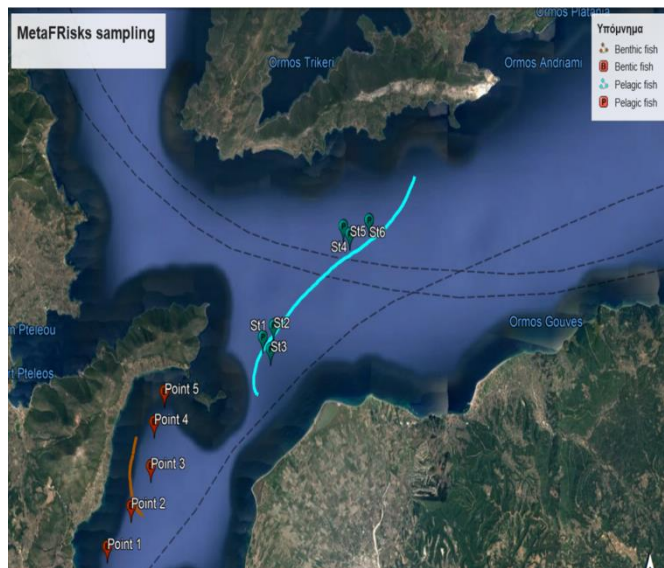 MetaFRisks sampling
Ormos Platania
Υπόμνημα
Benthic fish
B Bentic fish
Pelagic fish
P Pelagic fish
Ormos Trikeri
Ormos Andriami
St5
St6
St4
St1
St2
St3
Ormos Gouves
Pteleou
Pteleos
Point 5
Point 4
Point 3
Point 2
Point 1